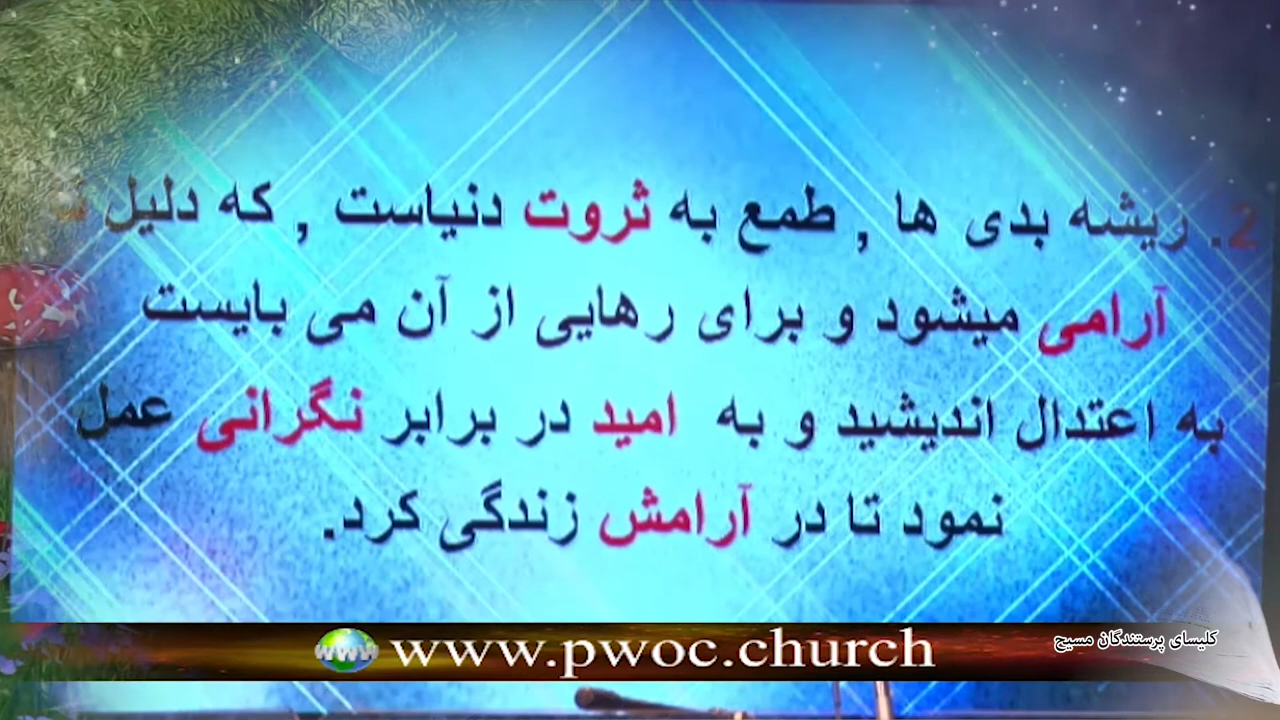 2. ریشه بدی ها , طمع به ثروت دنیاست , که دلیل
آرامی میشود و برای رهایی از آن می بایست
به اعتدال اندیشید و به امید در برابر نگرانی عمل
نمود تا در آرامش زندگی کرد.
www www.pwoc.church
کلیسای پرستندگان مسیح